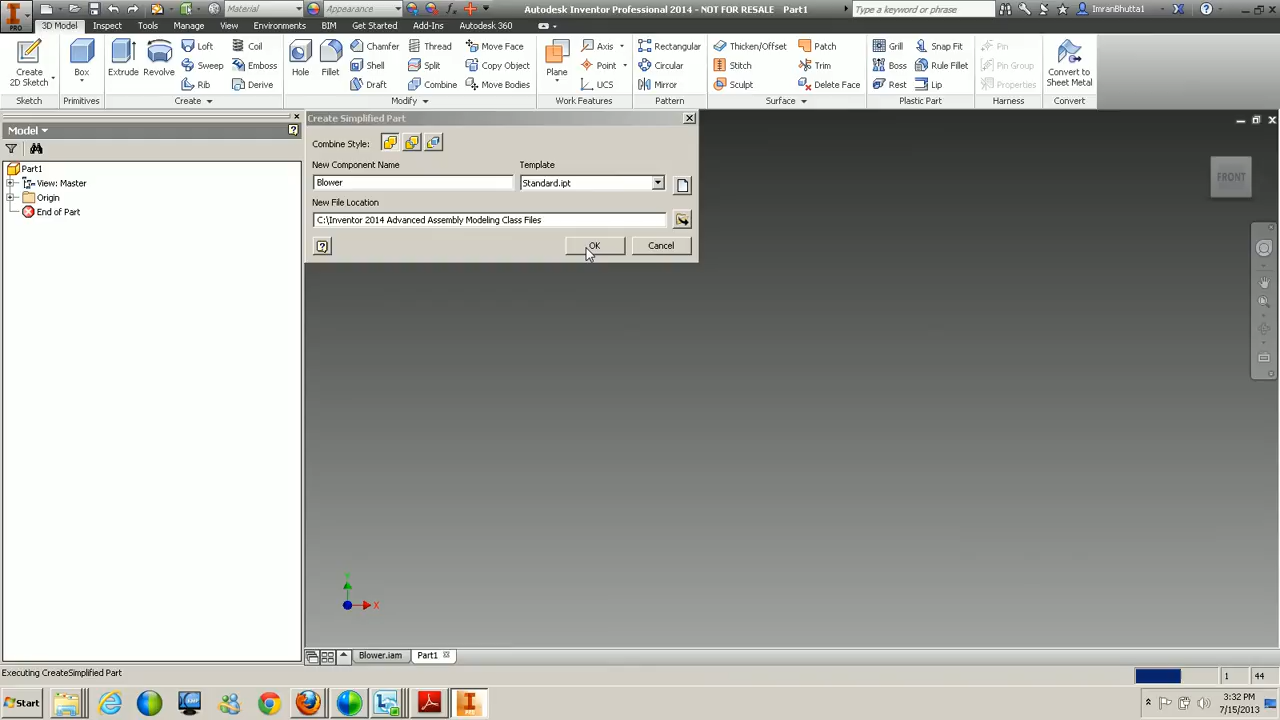 Material
Appearance
Autodesk Inventor Professional 2014 - NOT FOR RESALE Part1
Type a keyword or phrase
ImranBhutta1
PRO
3D Model
Inspect
Tools
Manage
View
Environments
BIM
Get Started
Add-Ins
Autodesk 360
Create
2D Sketch
Box
Extrude
Revolve
Loft
Sweep
Rib
Coil
Emboss
Derive
Hole
Fillet
Chamfer
Shell
Draft
Thread
Split
Combine
Move Face
Copy Object
Move Bodies
Plane
Axis
Point
UCS
Rectangular
Circular
Mirror
Thicken/Offset
Stitch
Sculpt
Patch
Trim
Delete Face
Grill
Boss
Rest
Snap Fit
Rule Fillet
Lip
Pin
Pin Group
Properties
Convert to
Sheet Metal
Sketch
Primitives
Create
Modify
Work Features
Pattern
Surface
Plastic Part
Harness
Convert
Model
Part1
View: Master
Origin
End of Part
Create Simplified Part
Combine Style:
New Component Name
Template
Blower
Standard.ipt
New File Location
C:\Inventor 2014 Advanced Assembly Modeling Class Files
OK
Cancel
FRONT
Y
X
Blower.iam
Part1
Executing CreateSimplified Part
1
44
Start
3:32 PM
7/15/2013